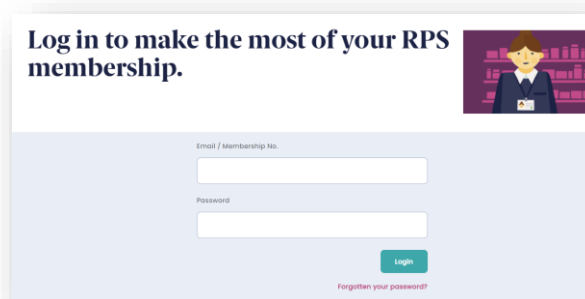 Log in to make the most of your RPS
membership.
Email / Membership No.
Password
Login
Forgotten your password?